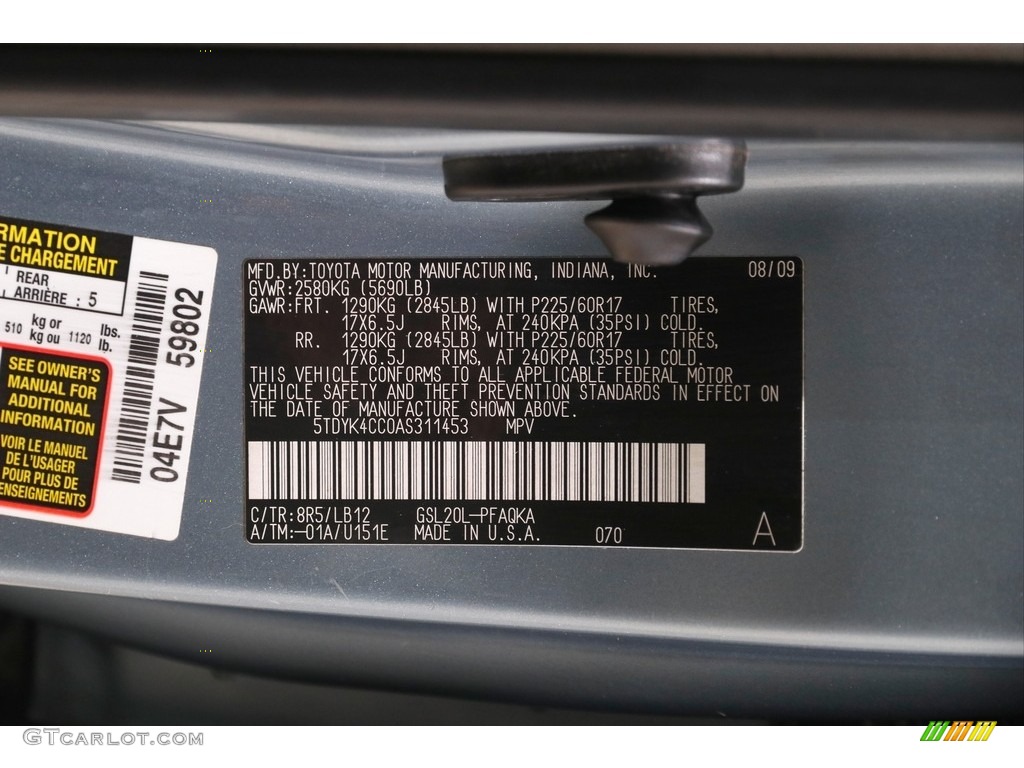 RMATION
E CHARGEMENT
REAR
ARRIÈRE : 5
510 kg or kg ou 1120 lbs. lb.
SEE OWNER'S
MANUAL FOR
ADDITIONAL
INFORMATION
VOIR LE MANUEL
DE L'USAGER
POUR PLUS DE
ENSEIGNEMENTS
04E7V 59802
MFD.BY:TOYOTA MOTOR MANUFACTURING, INDIANA, INC. 08/09
GVWR:2580KG (5690LB)
GAWR:FRT. 1290KG (2845LB) WITH P225/60R17 TIRES,
17X6.5J RIMS, AT 240KPA (35PSI) COLD.
RR. 1290KG (2845LB) WITH P225/60R17 TIRES,
17X6.5J RIMS, AT 240KPA (35PSI) COLD.
THIS VEHICLE CONFORMS TO ALL APPLICABLE FEDERAL MOTOR
VEHICLE SAFETY AND THEFT PREVENTION STANDARDS IN EFFECT ON
THE DATE OF MANUFACTURE SHOWN ABOVE.
5TDYK4CC0AS311453 MPV
C/TR:8R5/LB12 GSL20L-PFAQKA
A/TM:-01A/U151E MADE IN U.S.A. 070 A
GTCARLOT.COM